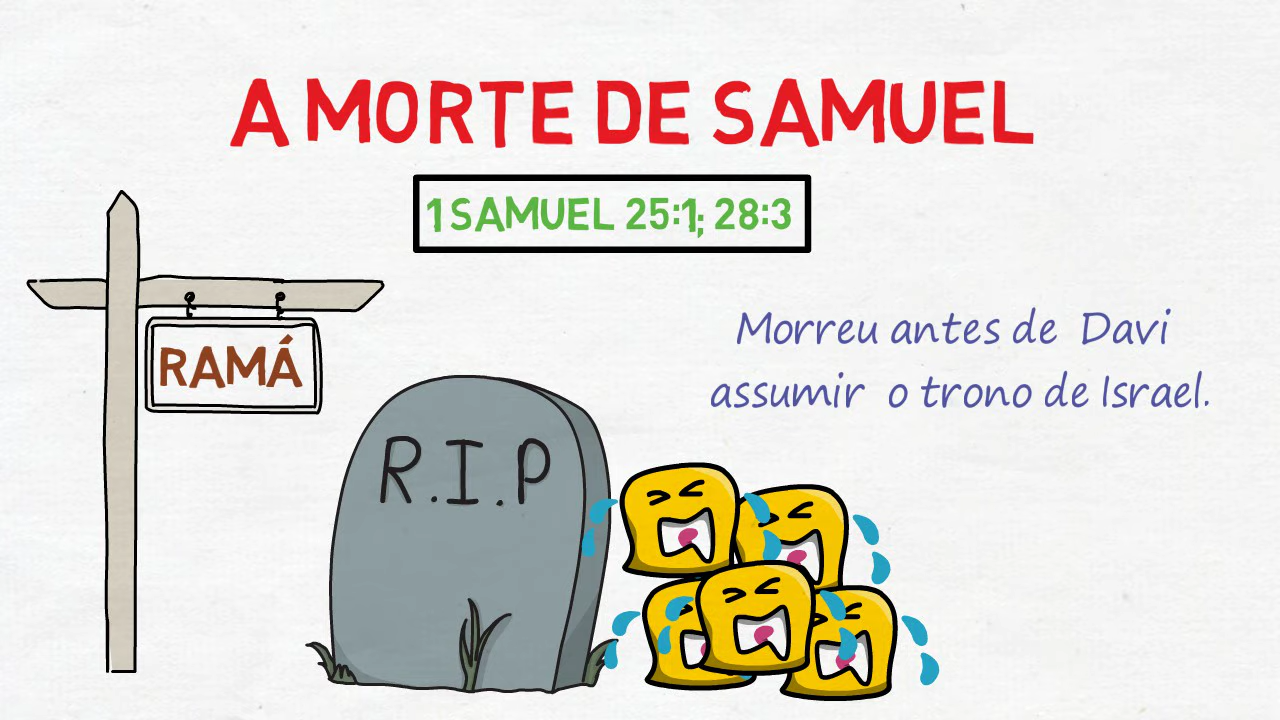 A MORTE DE SAMUEL
1 SAMUEL 25:1; 28:3
RAMÁ
Morreu antes de Davi
assumir o trono de Israel.
R.I.P